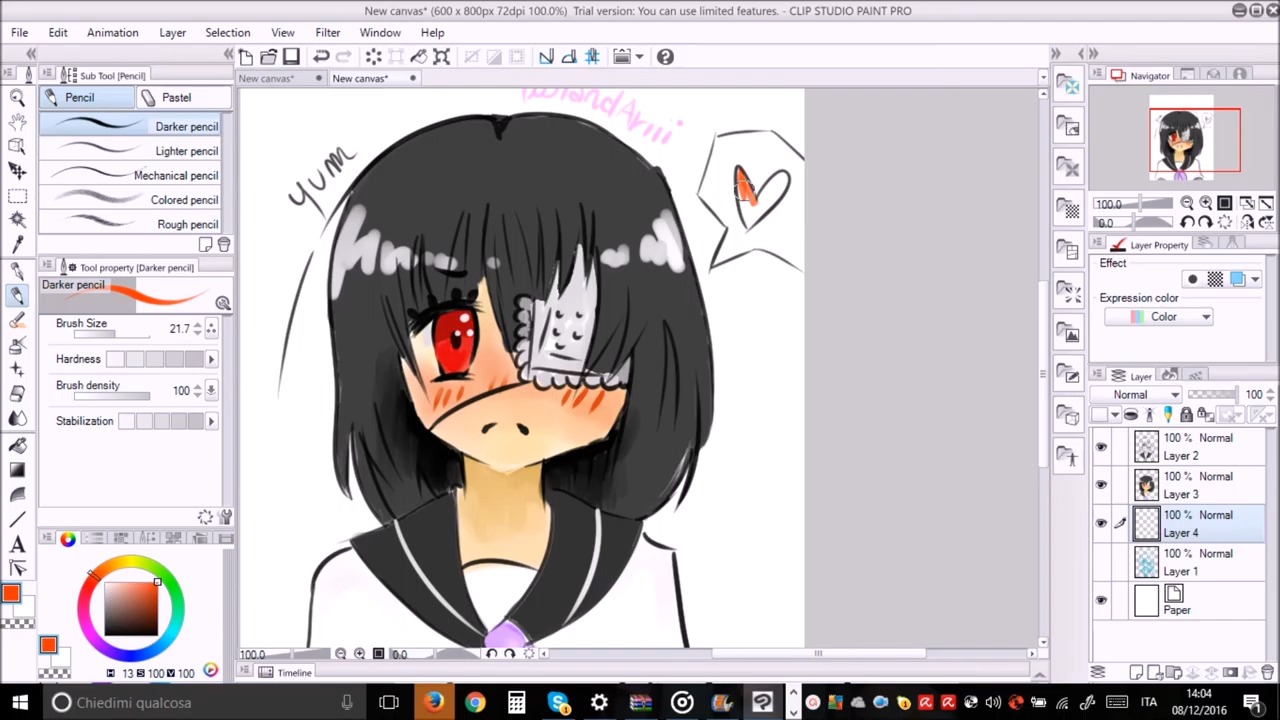 New canvas* (600 x 800px 72dpi 100.0%) Trial version: You can use limited features. - CLIP STUDIO PAINT PRO
File Edit Animation Layer Selection View Filter Window Help
Sub Tool [Pencil]
New canvas*
New canvas*
Navigator
Pencil
Pastel
Darker pencil
Lighter pencil
Mechanical pencil
Colored pencil
Rough pencil
yum
100.0
0.0
Tool property [Darker pencil]
Darker pencil
Brush Size 21.7
Hardness
Brush density 100
Stabilization
Layer Property
Effect
Expression color
Color
Layer
Normal 100
100 % Normal
Layer 2
100 % Normal
Layer 3
100 % Normal
Layer 4
100 % Normal
Layer 1
Paper
H 13 S 100 V 100
100.0 0.0
Timeline
Chiedimi qualcosa
ITA
14:04
08/12/2016